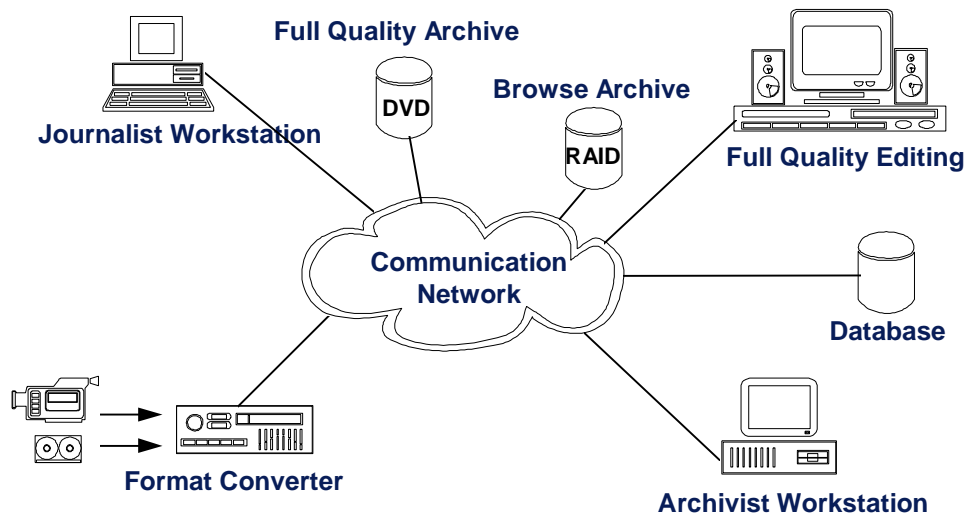 Full Quality Archive
DVD
Browse Archive
RAID
Journalist Workstation
Full Quality Editing
Communication
Network
Database
Format Converter
Archivist Workstation